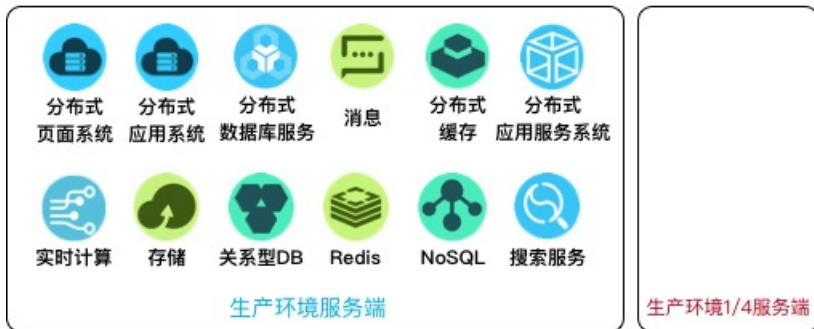 分布式
页面系统
分布式
应用系统
分布式
数据库服务
消息
分布式
缓存
分布式
应用服务系统
实时计算
存储
关系型DB
Redis
NoSQL
搜索服务
生产环境服务端
生产环境1/4服务端